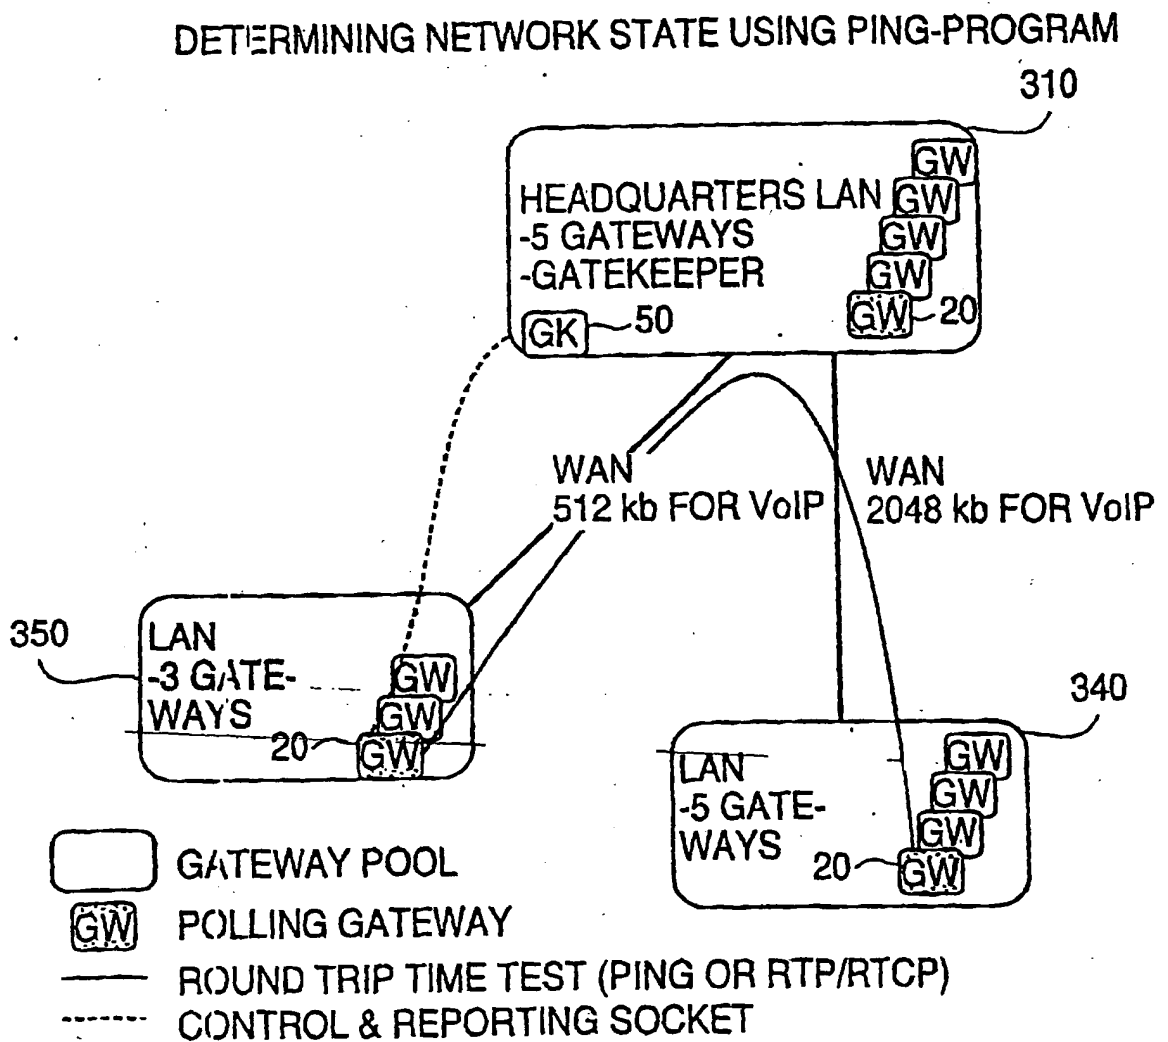 DETERMINING NETWORK STATE USING PING-PROGRAM
310
GW
HEADQUARTERS LAN GW
-5 GATEWAYS GW
-GATEKEEPER GW
GK 50 GW 20
WAN
512 kb FOR VoIP
WAN
2048 kb FOR VoIP
350
LAN
-3 GATE-
WAYS
GW
GW
20 GW
340
LAN
-5 GATE-
WAYS
GW
GW
GW
20 GW
GATEWAY POOL
GW POLLING GATEWAY
ROUND TRIP TIME TEST (PING OR RTP/RTCP)
CONTROL & REPORTING SOCKET